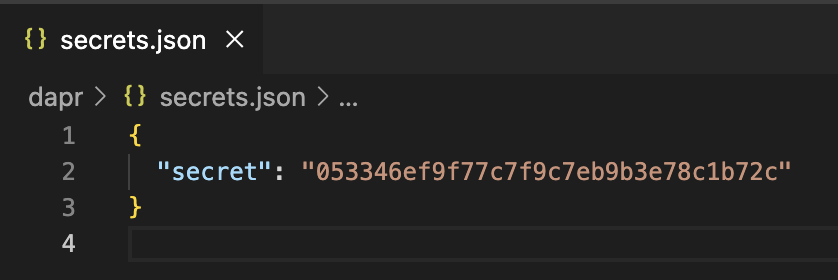 {} secrets.json ×
dapr > {} secrets.json > ...
1 {
2 "secret": "053346ef9f77c7f9c7eb9b3e78c1b72c"
3 }
4